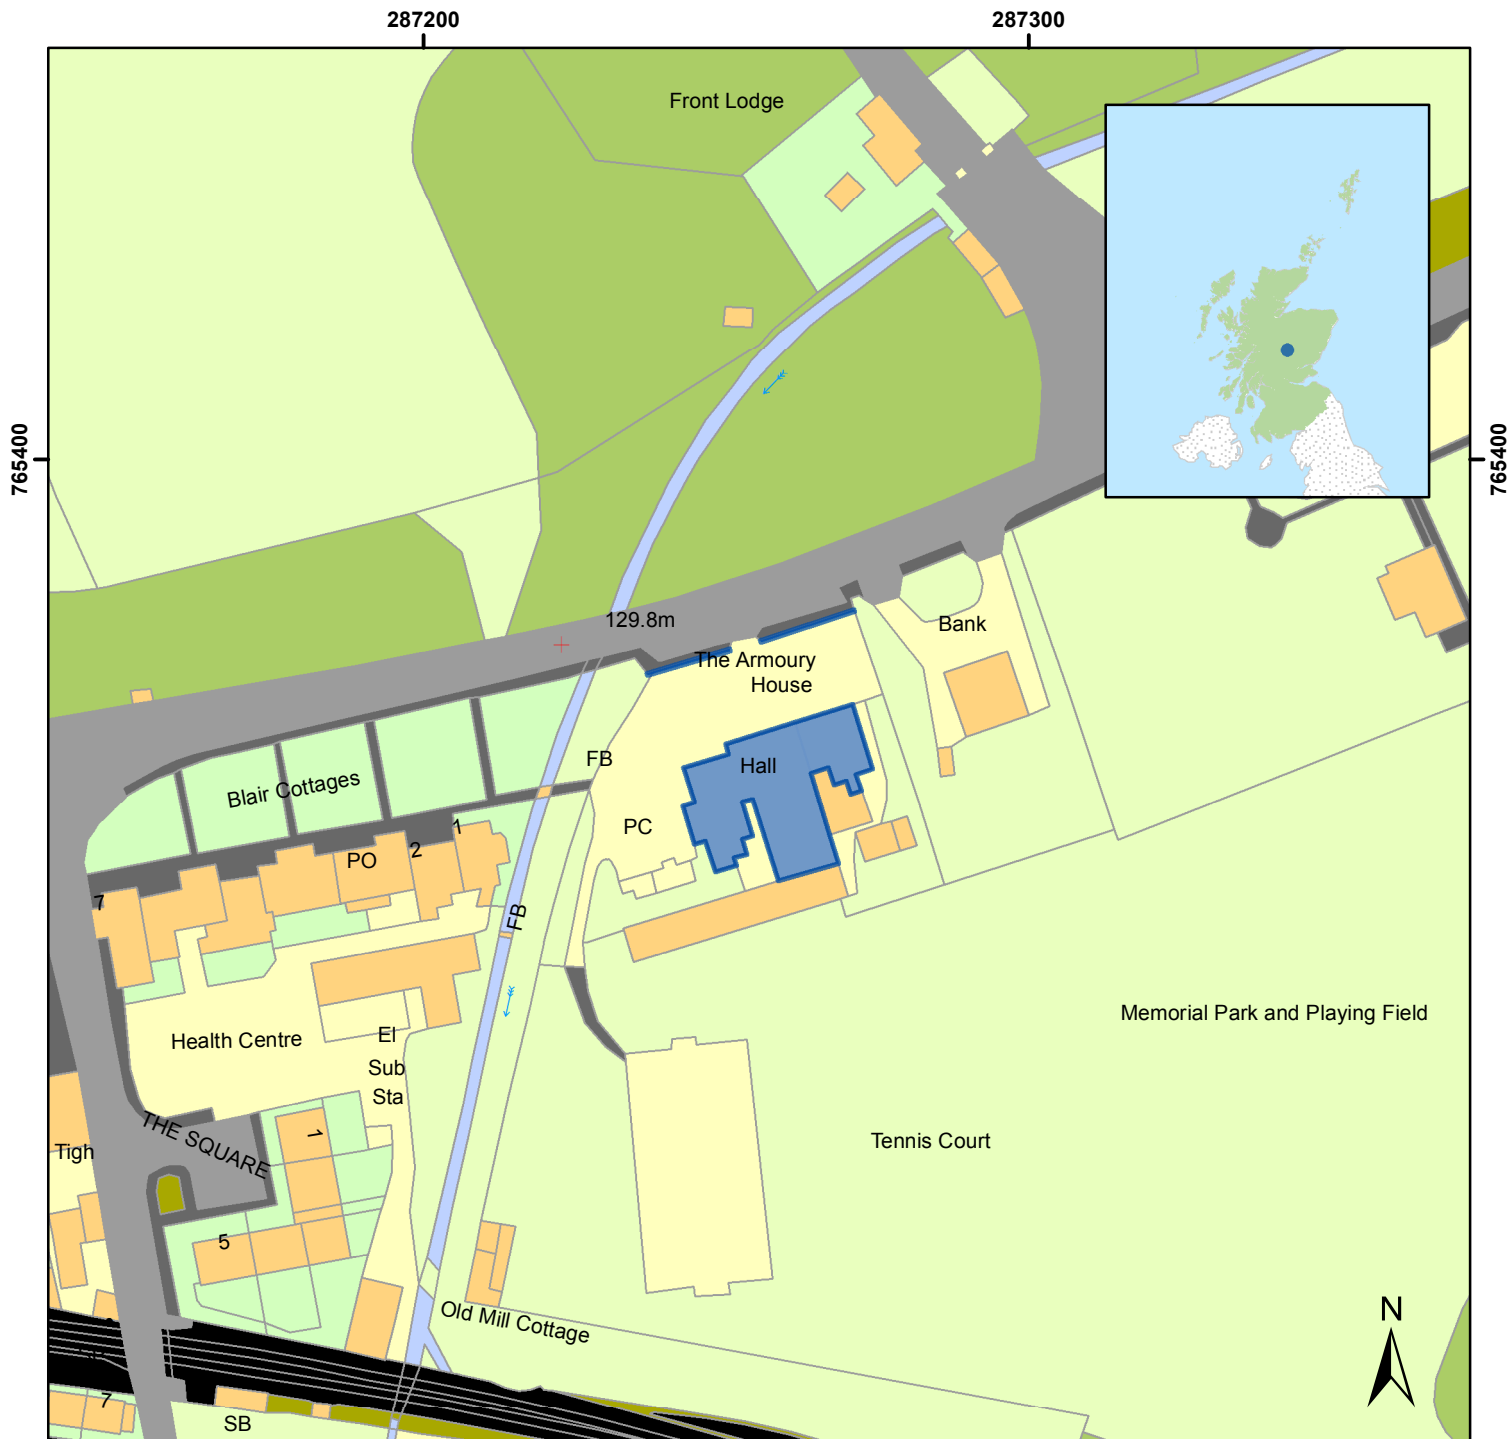 287200
287300
Front Lodge
765400
765400
129.8m
Bank
The Armoury
House
FB
Hall
Blair Cottages
PC
1
2
PO
7
FB
Memorial Park and Playing Field
Health Centre
El
Sub
Sta
THE SQUARE
1
Tigh
Tennis Court
5
Old Mill Cottage
N
7
SB